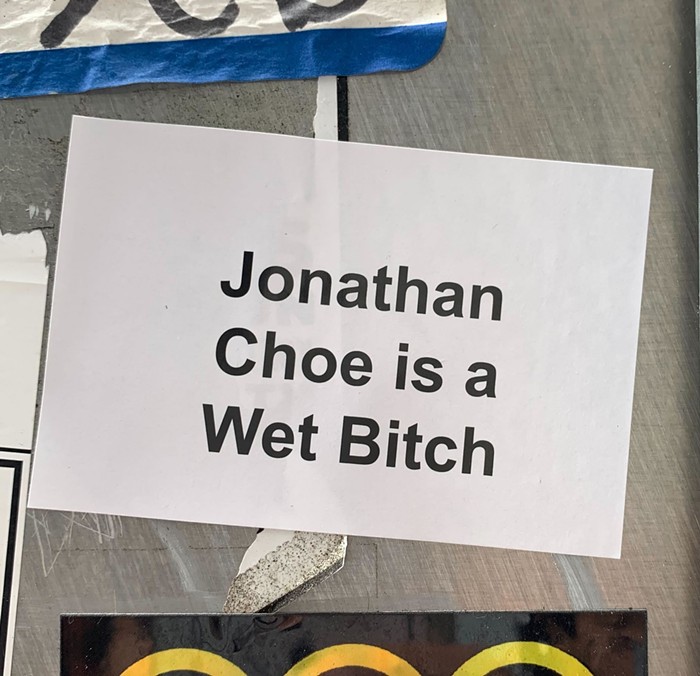 Jonathan
Choe is a
Wet Bitch